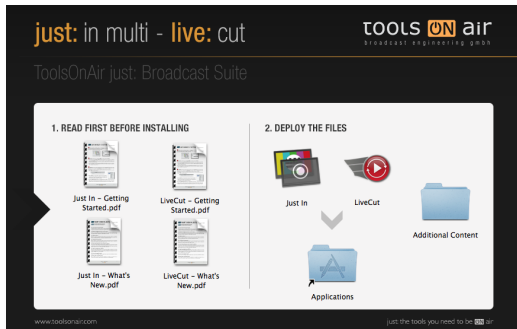 just: in multi - live: cut
TOOLS ON air
broadcast engineering gmbh
ToolsOnAir just: Broadcast Suite
1. READ FIRST BEFORE INSTALLING
2. DEPLOY THE FILES
Just In - Getting
Started.pdf
LiveCut - Getting
Started.pdf
Just In - What's
New.pdf
LiveCut - What's
New.pdf
Just In
LiveCut
Additional Content
Applications
www.toolsonair.com
just the tools you need to be ON air